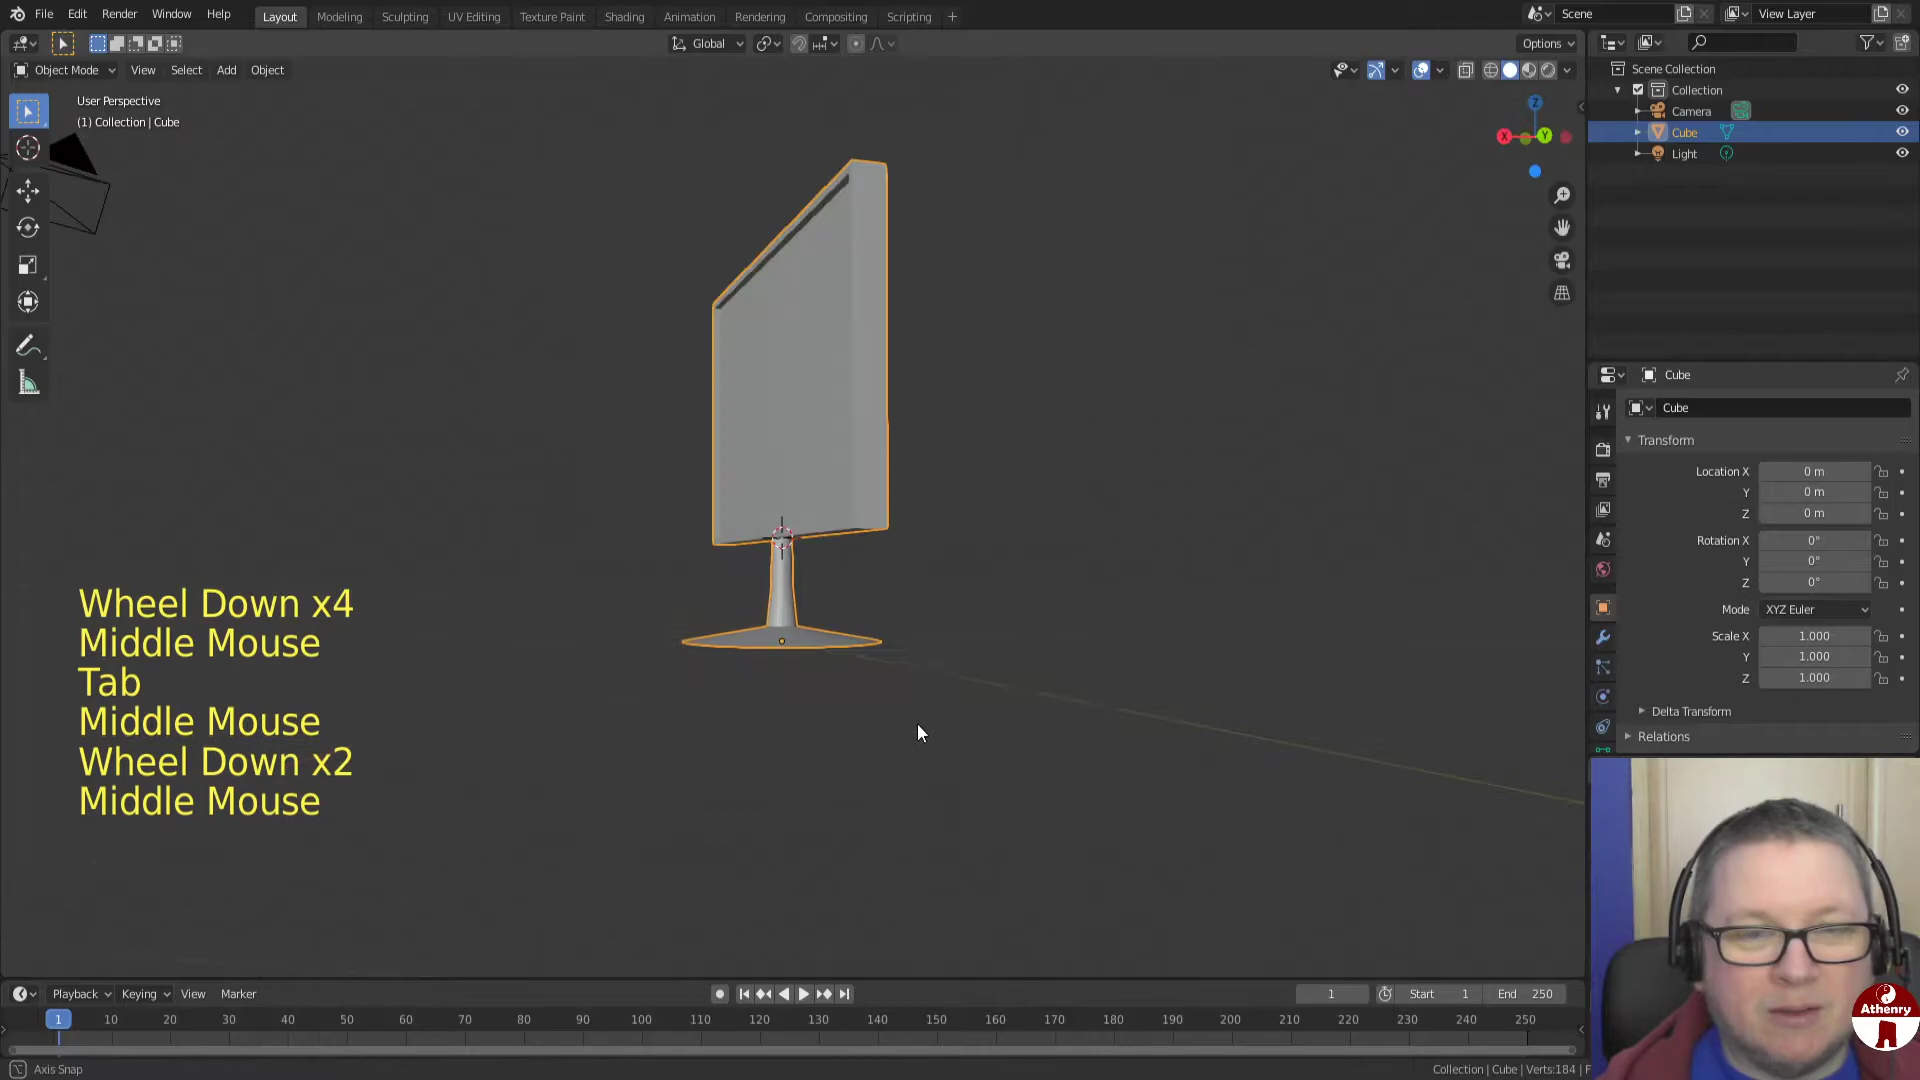 File Edit Render Window Help
Layout Modeling Sculpting UV Editing Texture Paint Shading Animation Rendering Compositing Scripting +
Scene
View Layer
Global
Options
Object Mode View Select Add Object
User Perspective
(1) Collection | Cube
Z
X
Y
Scene Collection
Collection
Camera
Cube
Light
Cube
Cube
Transform
Location X 0 m
Y 0 m
Z 0 m
Rotation X 0°
Y 0°
Z 0°
Mode XYZ Euler
Scale X 1.000
Y 1.000
Z 1.000
Delta Transform
Relations
Wheel Down x4
Middle Mouse
Tab
Middle Mouse
Wheel Down x2
Middle Mouse
Playback Keying View Marker
1
Start 1
End 250
1 10 20 30 40 50 60 70 80 90 100 110 120 130 140 150 160 170 180 190 200 210 220 230 240 250
Athenry
Axis Snap
Collection | Cube | Verts:184 | F